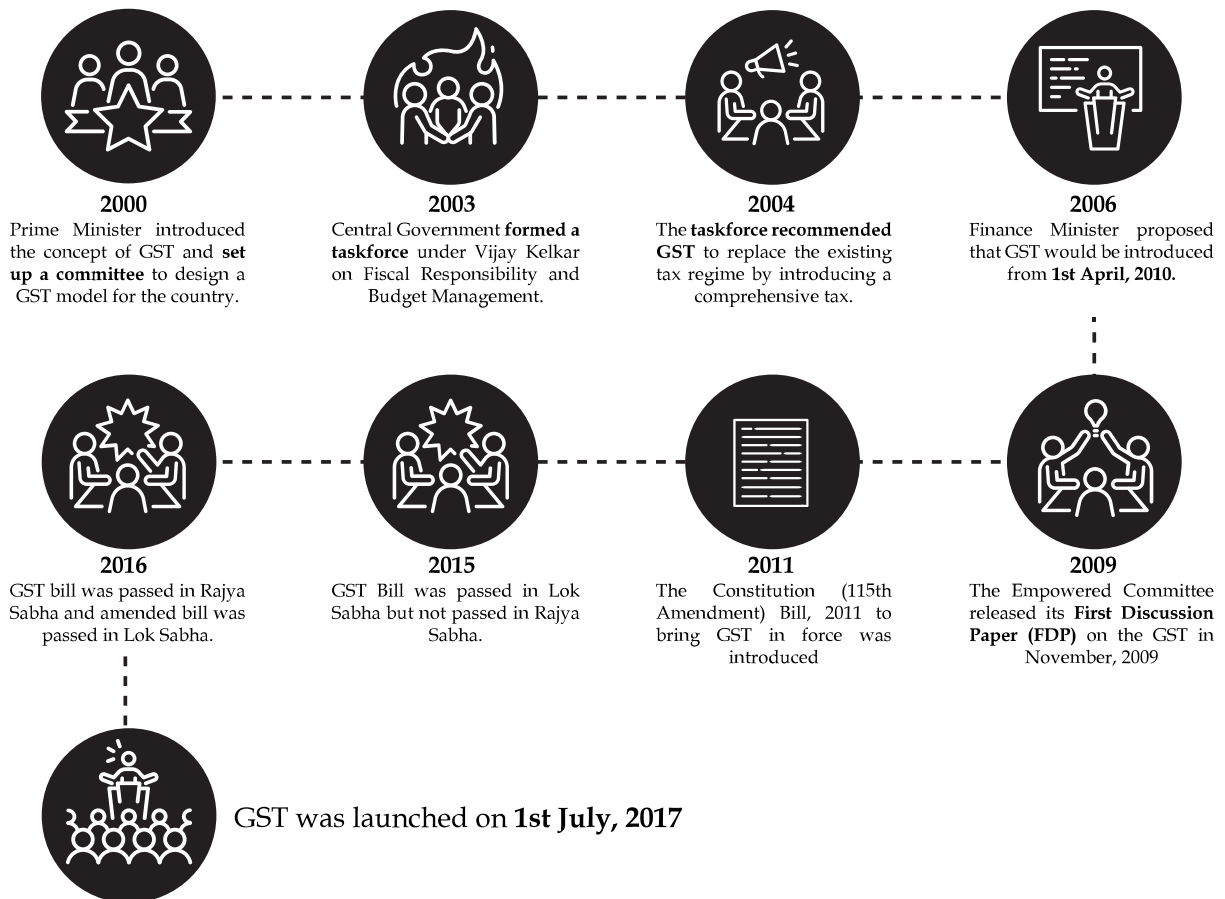 2000
Prime Minister introduced
the concept of GST and set
up a committee to design a
GST model for the country.
2003
Central Government formed a
taskforce under Vijay Kelkar
on Fiscal Responsibility and
Budget Management.
2004
The taskforce recommended
GST to replace the existing
tax regime by introducing a
comprehensive tax.
2006
Finance Minister proposed
that GST would be introduced
from 1st April, 2010.
2009
The Empowered Committee
released its First Discussion
Paper (FDP) on the GST in
November, 2009
2011
The Constitution (115th
Amendment) Bill, 2011 to
bring GST in force was
introduced
2015
GST Bill was passed in Lok
Sabha but not passed in Rajya
Sabha.
2016
GST bill was passed in Rajya
Sabha and amended bill was
passed in Lok Sabha.
GST was launched on 1st July, 2017